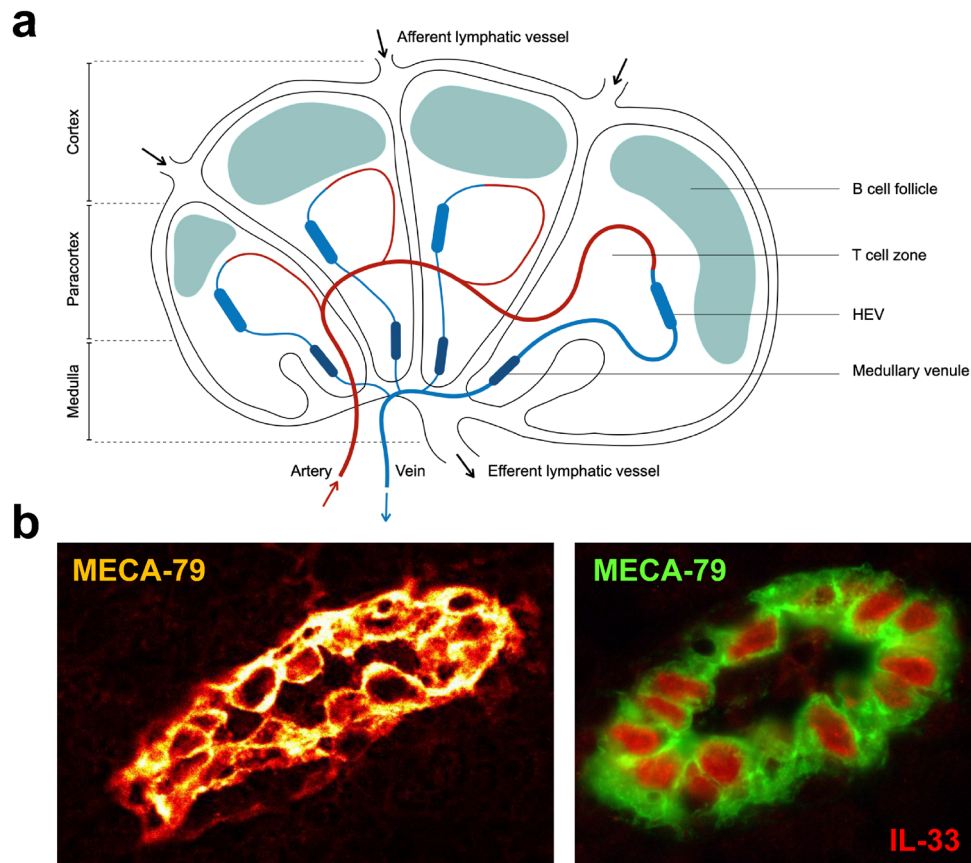 a
Afferent lymphatic vessel
Cortex
B cell follicle
Paracortex
T cell zone
HEV
Medulla
Medullary venule
Artery
Vein
Efferent lymphatic vessel
b
MECA-79
MECA-79
IL-33